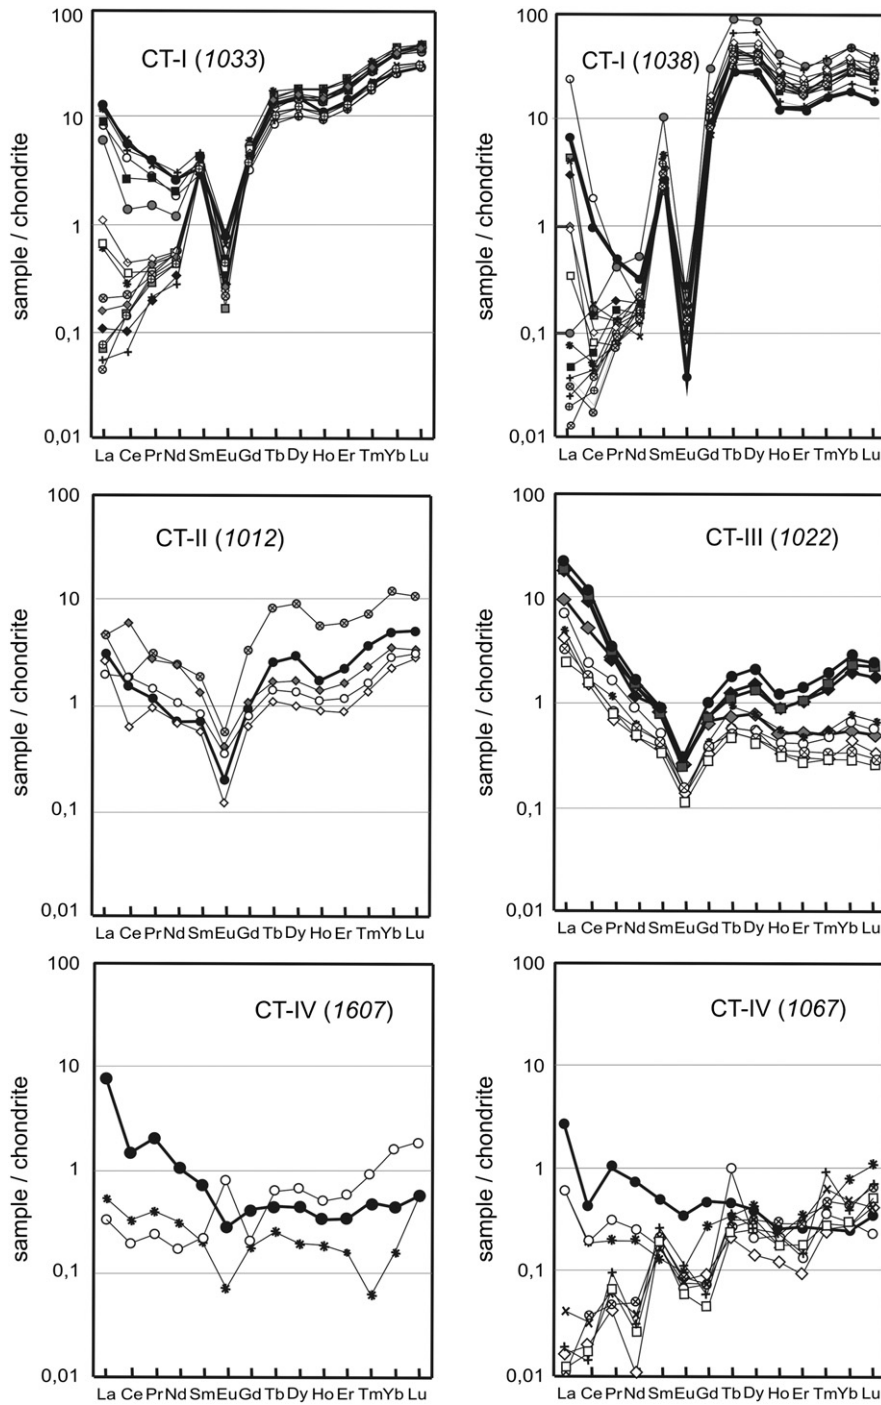 100
CT-I (1033)
10
1
0,1
0,01
sample / chondrite
La Ce Pr Nd Sm Eu Gd Tb Dy Ho Er Tm Yb Lu
100
CT-I (1038)
10
1
0,1
0,01
sample / chondrite
La Ce Pr Nd Sm Eu Gd Tb Dy Ho Er Tm Yb Lu
100
CT-II (1012)
10
1
0,1
0,01
sample / chondrite
La Ce Pr Nd Sm Eu Gd Tb Dy Ho Er Tm Yb Lu
100
CT-III (1022)
10
1
0,1
0,01
sample / chondrite
La Ce Pr Nd Sm Eu Gd Tb Dy Ho Er Tm Yb Lu
100
CT-IV (1607)
10
1
0,1
0,01
sample / chondrite
La Ce Pr Nd Sm Eu Gd Tb Dy Ho Er Tm Yb Lu
100
CT-IV (1067)
10
1
0,1
0,01
sample / chondrite
La Ce Pr Nd Sm Eu Gd Tb Dy Ho Er Tm Yb Lu